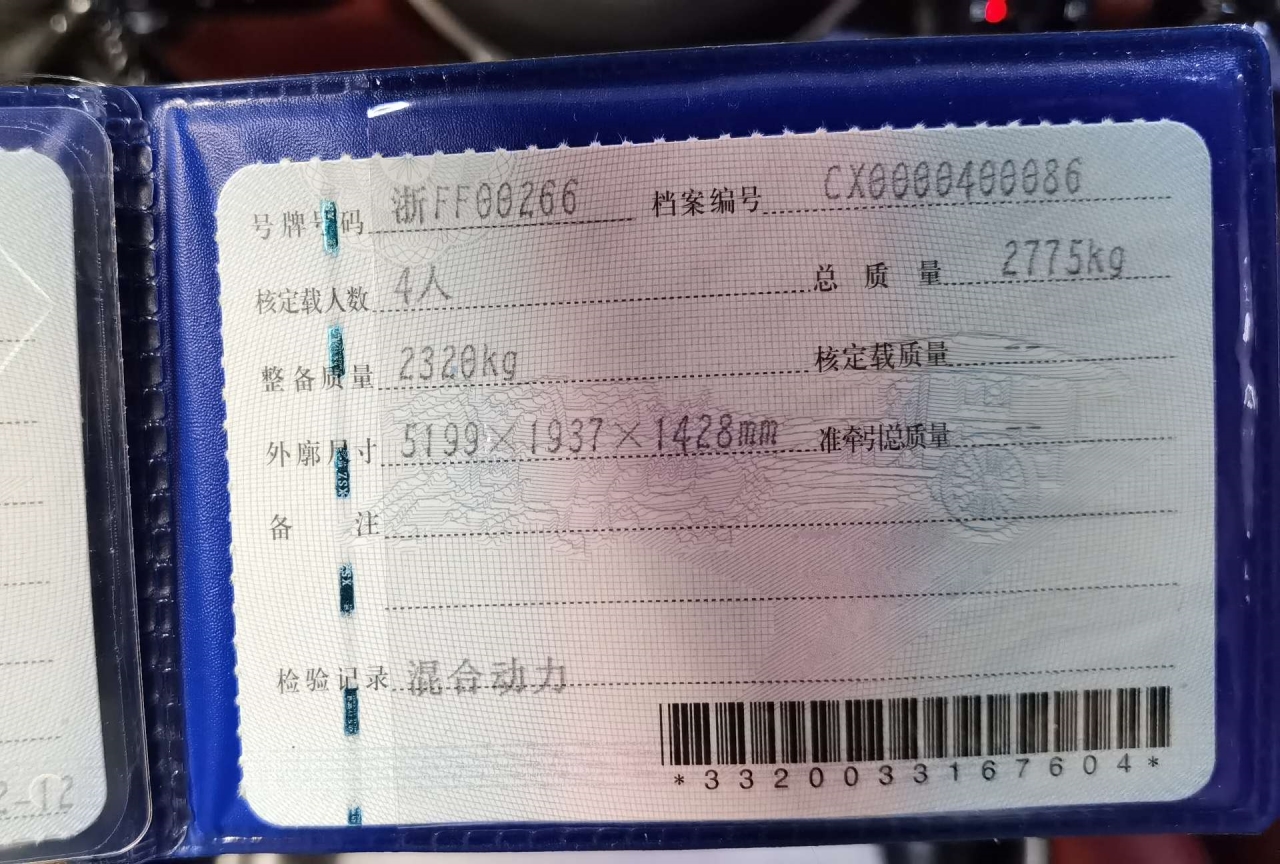 号牌号码 浙FF00266 档案编号 CX0000400086
核定载人数 4人 总质量 2775kg
整备质量 2320kg 核定载质量
外廓尺寸 5199×1937×1428mm 准牵引总质量
备注
检验记录 混合动力
*3320033167604*
2-12